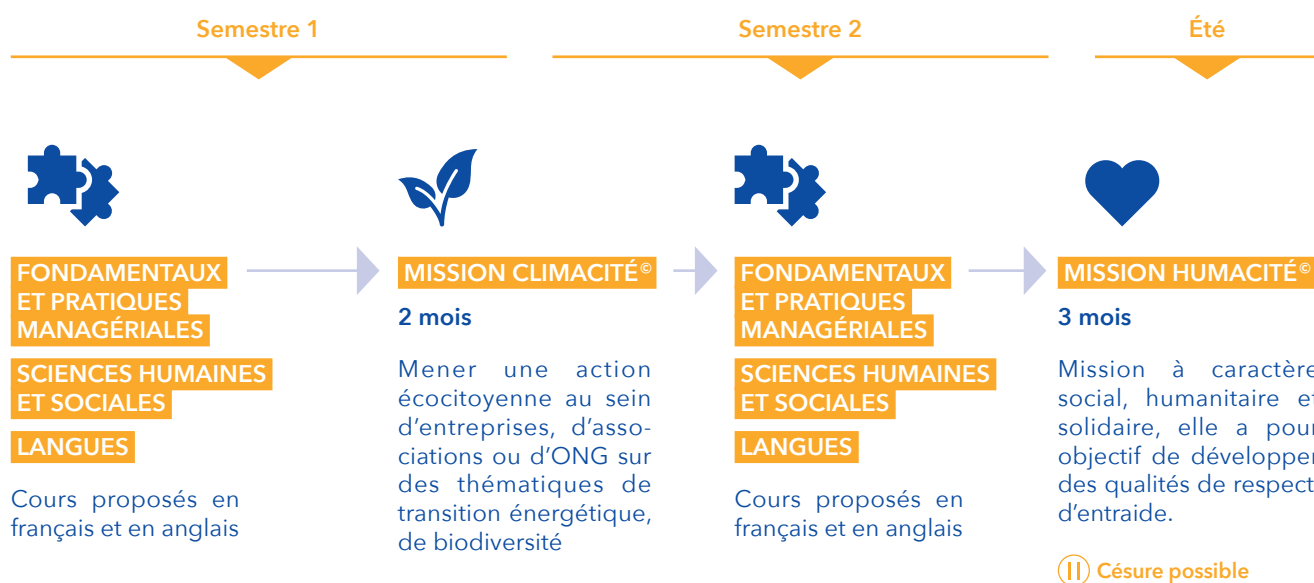 Semestre 1
Semestre 2
Été
FONDAMENTAUX
ET PRATIQUES
MANAGÉRIALES
SCIENCES HUMAINES
ET SOCIALES
LANGUES
Cours proposés en
français et en anglais
MISSION CLIMACITÉ©
2 mois
Mener une action
écocitoyenne au sein
d'entreprises, d'asso-
ciations ou d'ONG sur
des thématiques de
transition énergétique,
de biodiversité
FONDAMENTAUX
ET PRATIQUES
MANAGÉRIALES
SCIENCES HUMAINES
ET SOCIALES
LANGUES
Cours proposés en
français et en anglais
MISSION HUMACITÉ©
3 mois
Mission à caractère
social, humanitaire et
solidaire, elle a pour
objectif de développer
des qualités de respect
d'entraide.
Césure possible